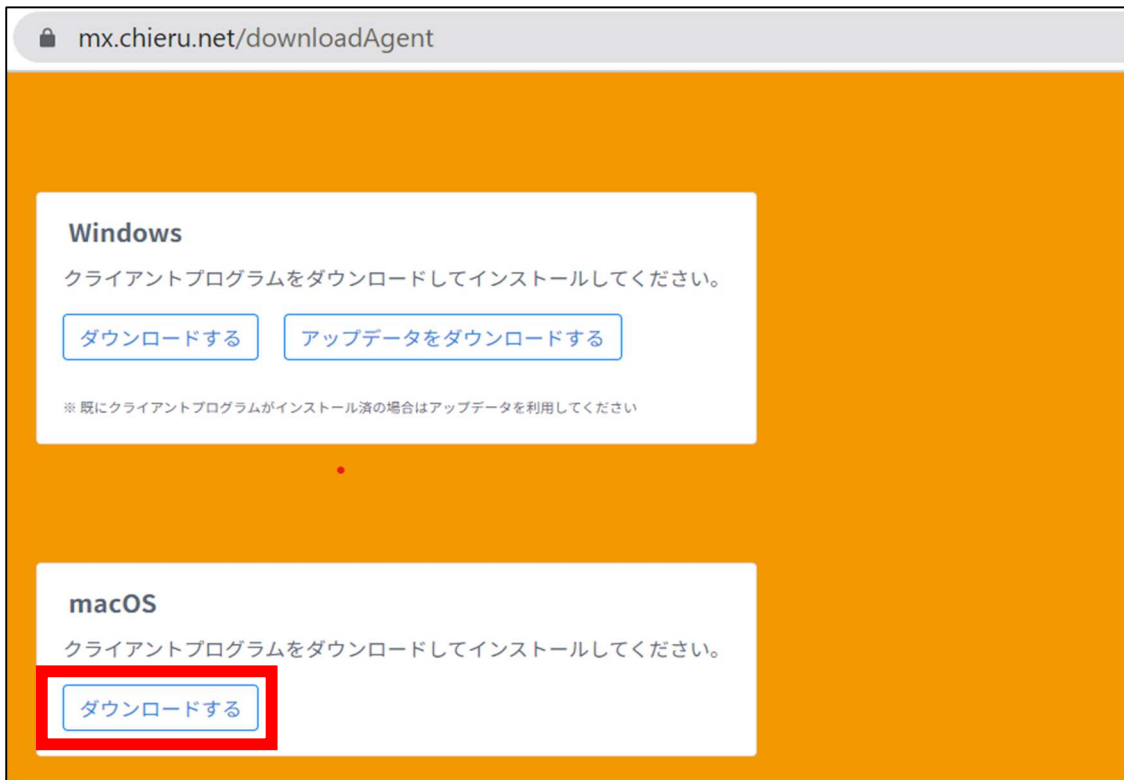 mx.chieru.net/downloadAgent
Windows
クライアントプログラムをダウンロードしてインストールしてください。
ダウンロードする
アップデータをダウンロードする
※ 既にクライアントプログラムがインストール済の場合はアップデータを利用してください
macOS
クライアントプログラムをダウンロードしてインストールしてください。
ダウンロードする